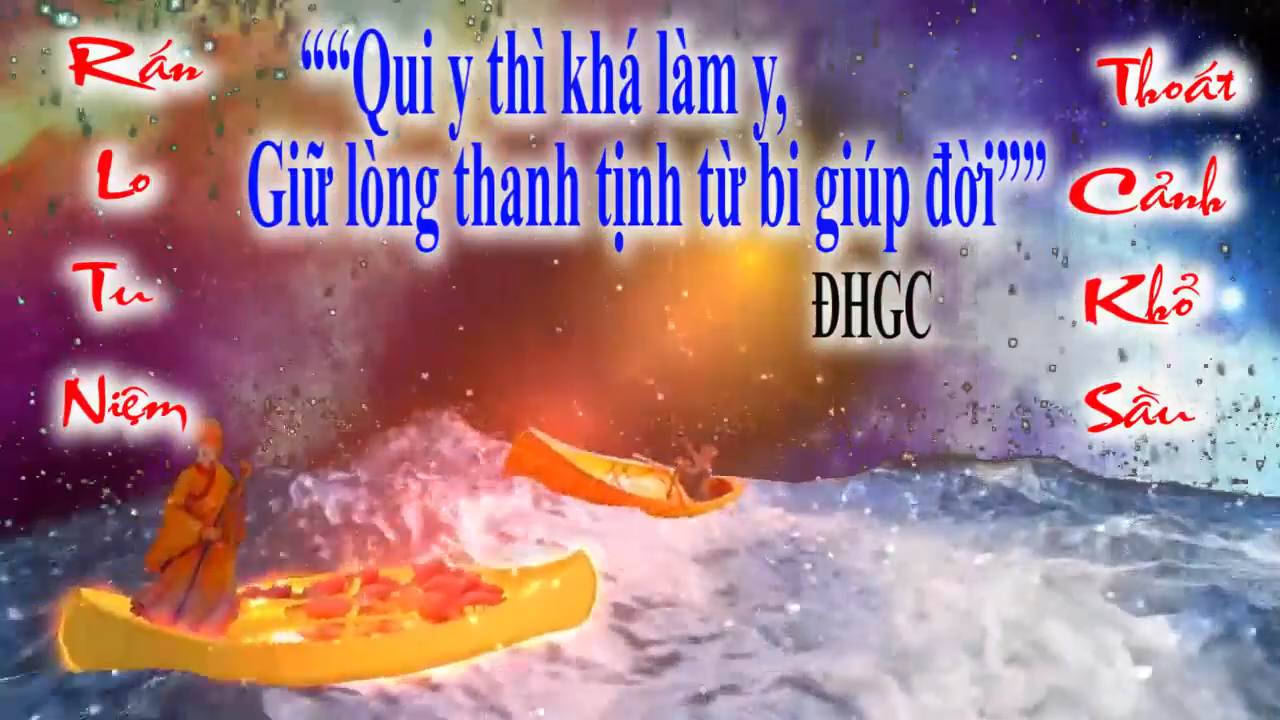 Rán
Lo
Tu
Niệm
““Qui y thì khá làm y,
Giữ lòng thanh tịnh từ bi giúp đời””
ĐHGC
Thoát
Cảnh
Khổ
Sầu